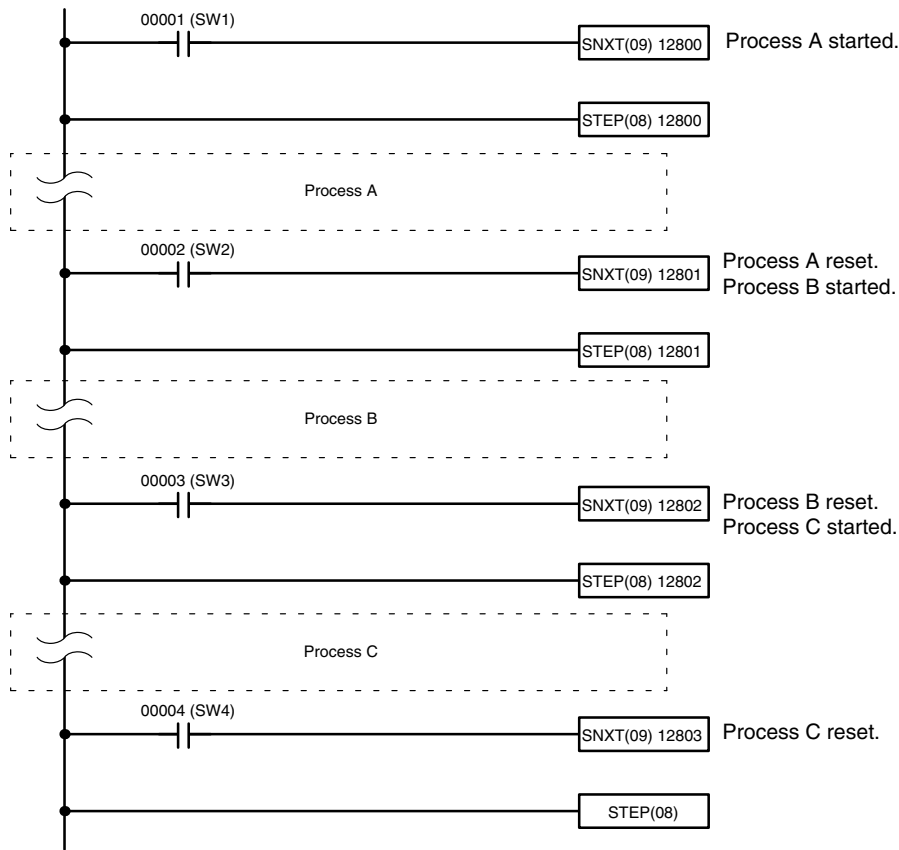 00001 (SW1)
SNXT(09) 12800
Process A started.
STEP(08) 12800
Process A
00002 (SW2)
SNXT(09) 12801
Process A reset.
Process B started.
STEP(08) 12801
Process B
00003 (SW3)
SNXT(09) 12802
Process B reset.
Process C started.
STEP(08) 12802
Process C
00004 (SW4)
SNXT(09) 12803
Process C reset.
STEP(08)